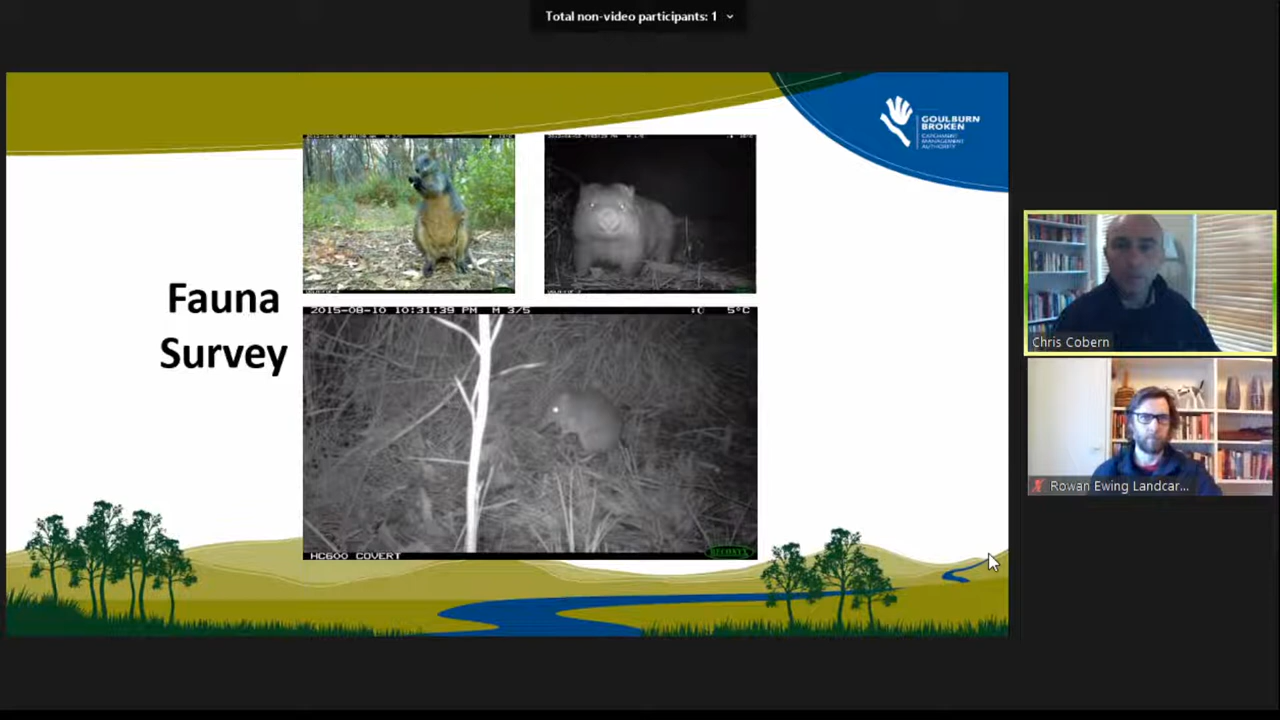 Total non-video participants: 1
GOULBURN
BROKEN
CATCHMENT
MANAGEMENT
AUTHORITY
Fauna
Survey
2015-08-10 10:31:39 PM M 3/5
5°C
HC600 COVERT
RECONYX
Chris Cobern
Rowan Ewing Landcar...